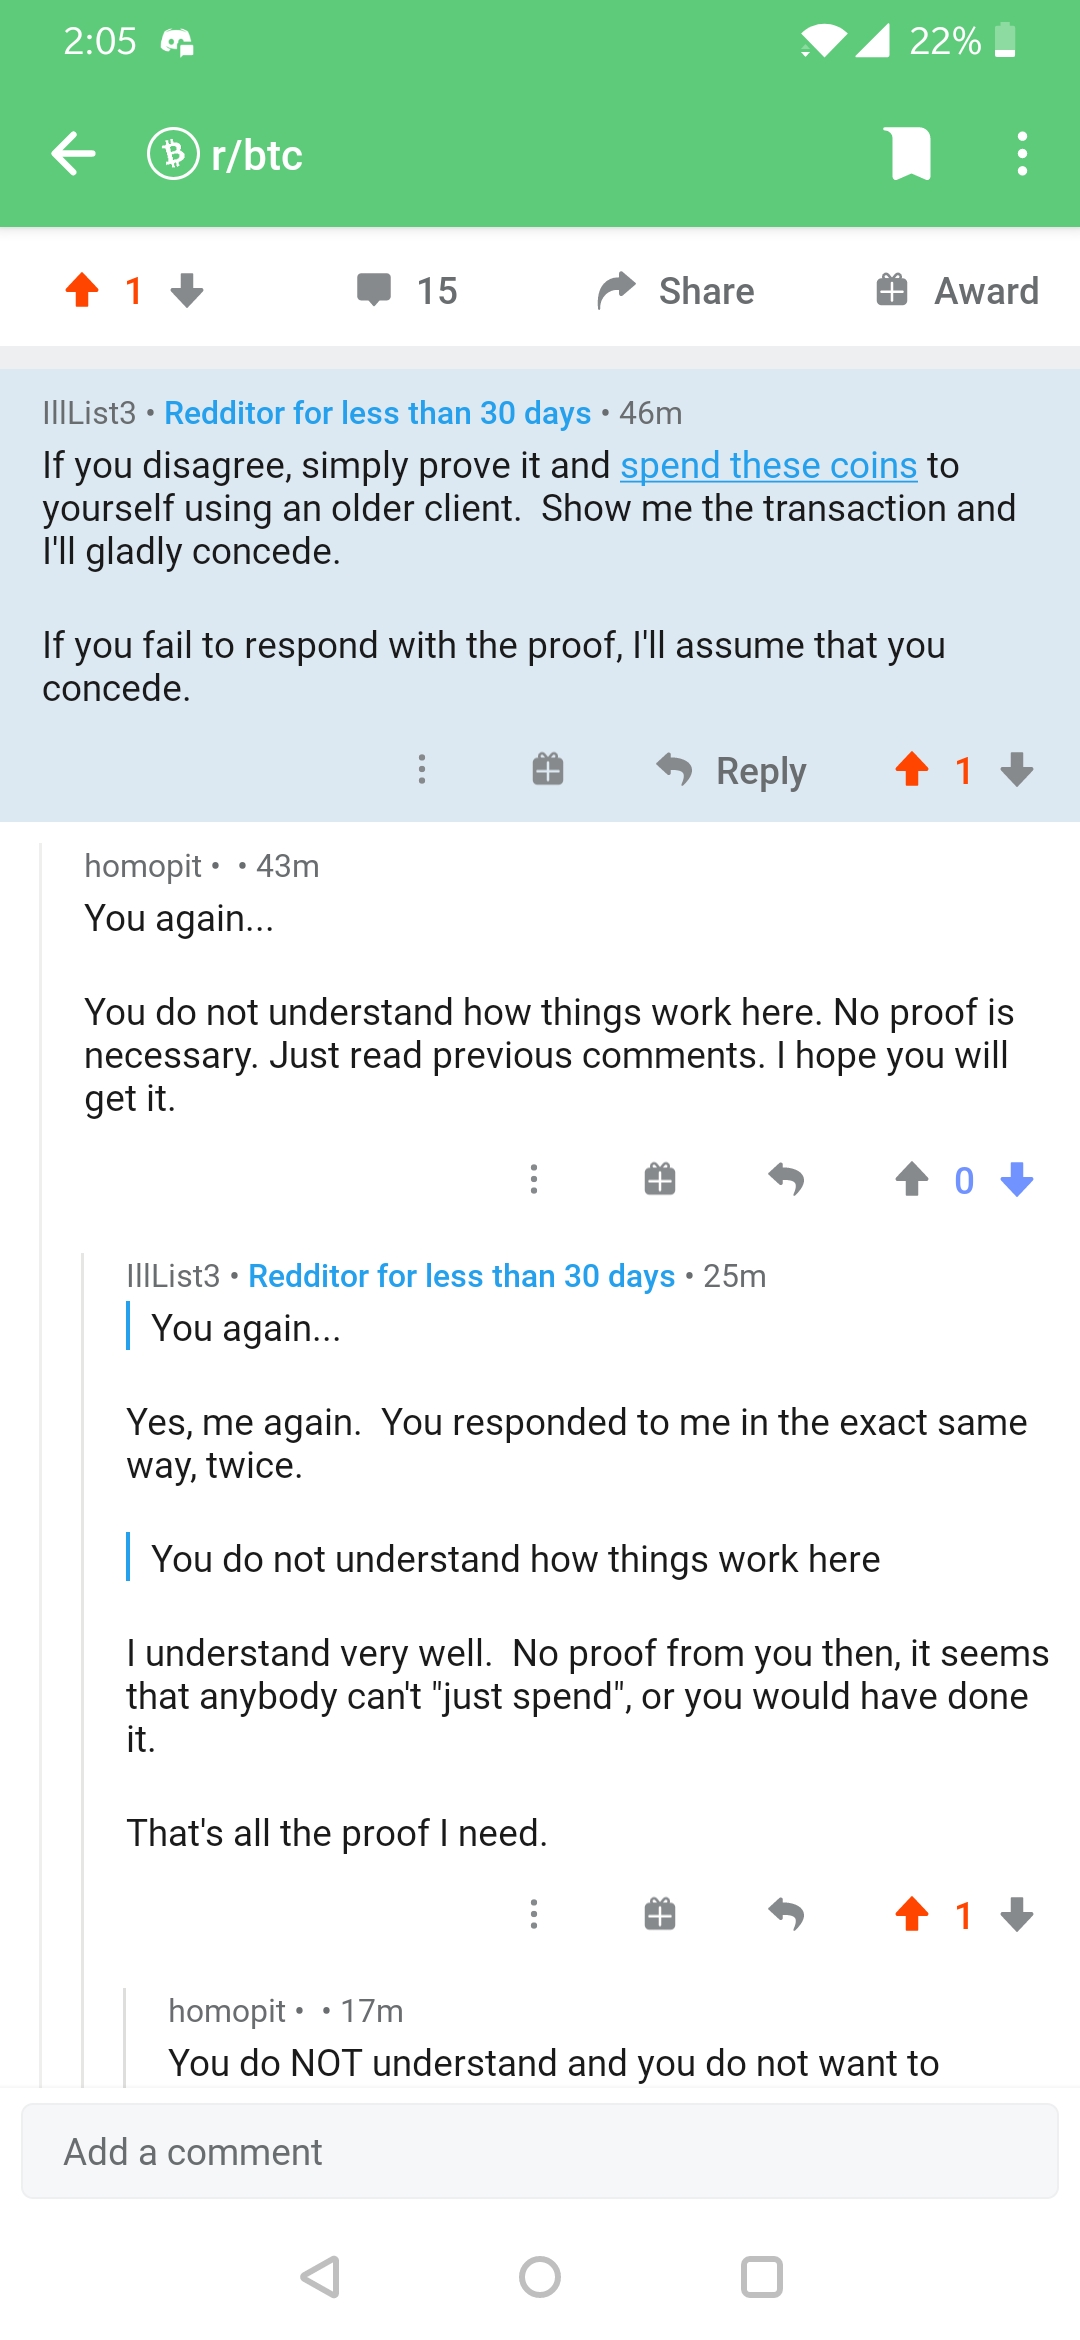 2:05 22%
r/btc
1 15 Share Award
IllList3 • Redditor for less than 30 days • 46m
If you disagree, simply prove it and spend these coins to
yourself using an older client.  Show me the transaction and
I'll gladly concede.
If you fail to respond with the proof, I'll assume that you
concede.
Reply 1
homopit • • 43m
You again...
You do not understand how things work here. No proof is
necessary. Just read previous comments. I hope you will
get it.
0
IllList3 • Redditor for less than 30 days • 25m
You again...
Yes, me again.  You responded to me in the exact same
way, twice.
You do not understand how things work here
I understand very well.  No proof from you then, it seems
that anybody can't "just spend", or you would have done
it.
That's all the proof I need.
1
homopit • • 17m
You do NOT understand and you do not want to
Add a comment